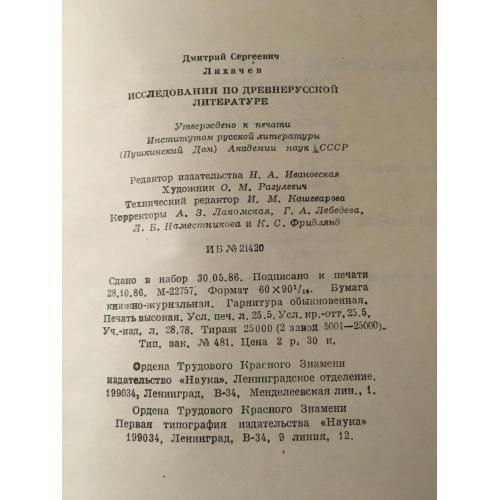 Дмитрий Сергеевич
Лихачев
ИССЛЕДОВАНИЯ ПО ДРЕВНЕРУССКОЙ
ЛИТЕРАТУРЕ
Утверждено к печати
Институтом русской литературы
(Пушкинский Дом) Академии наук СССР
Редактор издательства Н. А. Ивановская
Художник О. М. Разулевич
Технический редактор И. М. Кашеварова
Корректоры А. З. Лакомская, Г. А. Лебедева,
Л. Б. Наместникова и К. С. Фридлянд
ИБ № 21420
Сдано в набор 30.05.86. Подписано к печати
28.10.86. М-22757. Формат 60×90¹/₁₆. Бумага
книжно-журнальная. Гарнитура обыкновенная.
Печать высокая. Усл. печ. л. 25.5. Усл. кр.-отт. 25.5.
Уч.-изд. л. 28.78. Тираж 25000 (2 завод 5001—25000).
Тип. зак. № 481. Цена 2 р. 30 к.
Ордена Трудового Красного Знамени
издательство «Наука». Ленинградское отделение.
199034, Ленинград, В-34, Менделеевская лин., 1.
Ордена Трудового Красного Знамени
Первая типография издательства «Наука»
199034, Ленинград, В-34, 9 линия, 12.